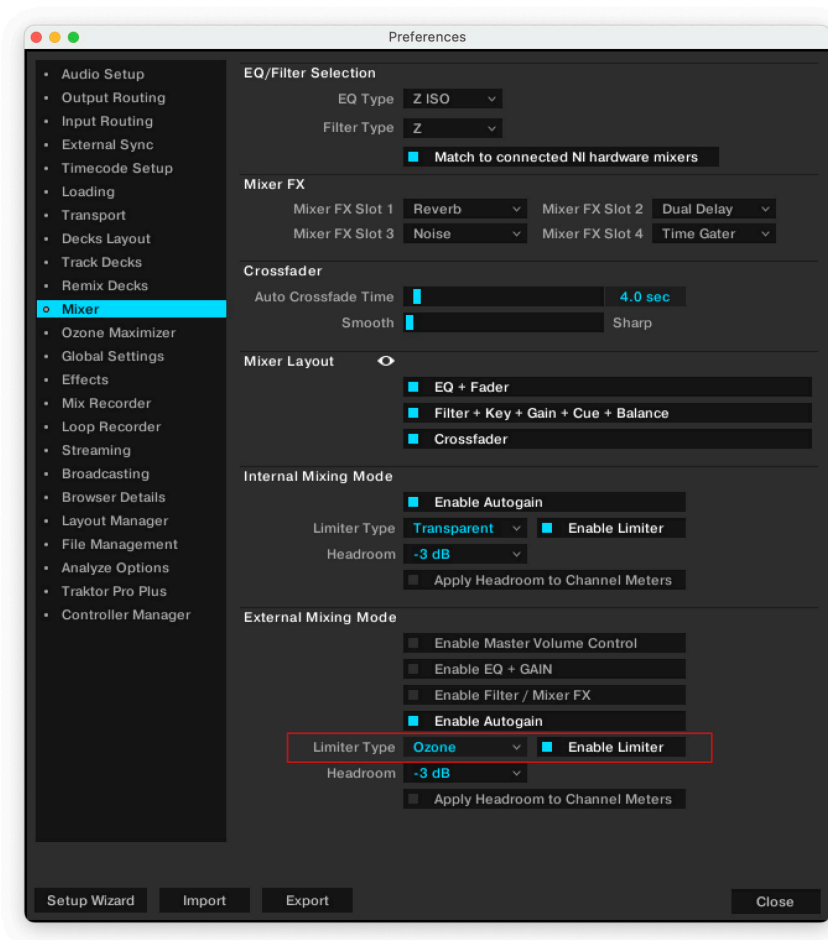 Preferences
Audio Setup
Output Routing
Input Routing
External Sync
Timecode Setup
Loading
Transport
Decks Layout
Track Decks
Remix Decks
Mixer
Ozone Maximizer
Global Settings
Effects
Mix Recorder
Loop Recorder
Streaming
Broadcasting
Browser Details
Layout Manager
File Management
Analyze Options
Traktor Pro Plus
Controller Manager
EQ/Filter Selection
EQ Type Z ISO
Filter Type Z
Match to connected NI hardware mixers
Mixer FX
Mixer FX Slot 1 Reverb Mixer FX Slot 2 Dual Delay
Mixer FX Slot 3 Noise Mixer FX Slot 4 Time Gater
Crossfader
Auto Crossfade Time 4.0 sec
Smooth Sharp
Mixer Layout
EQ + Fader
Filter + Key + Gain + Cue + Balance
Crossfader
Internal Mixing Mode
Enable Autogain
Limiter Type Transparent Enable Limiter
Headroom -3 dB
Apply Headroom to Channel Meters
External Mixing Mode
Enable Master Volume Control
Enable EQ + GAIN
Enable Filter / Mixer FX
Enable Autogain
Limiter Type Ozone Enable Limiter
Headroom -3 dB
Apply Headroom to Channel Meters
Setup Wizard Import Export Close